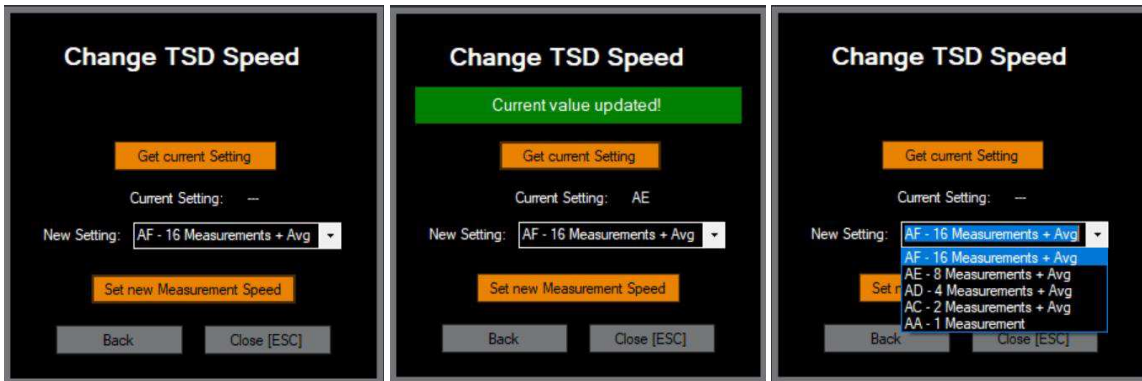 Change TSD Speed
Get current Setting
Current Setting: ---
New Setting: AF - 16 Measurements + Avg
Set new Measurement Speed
Back Close [ESC]
Change TSD Speed
Current value updated!
Get current Setting
Current Setting: AE
New Setting: AF - 16 Measurements + Avg
Set new Measurement Speed
Back Close [ESC]
Change TSD Speed
Get current Setting
Current Setting: ---
New Setting: AF - 16 Measurements + Avg
AF - 16 Measurements + Avg
AE - 8 Measurements + Avg
Set AD - 4 Measurements + Avg
AC - 2 Measurements + Avg
AA - 1 Measurement
Back Close [ESC]